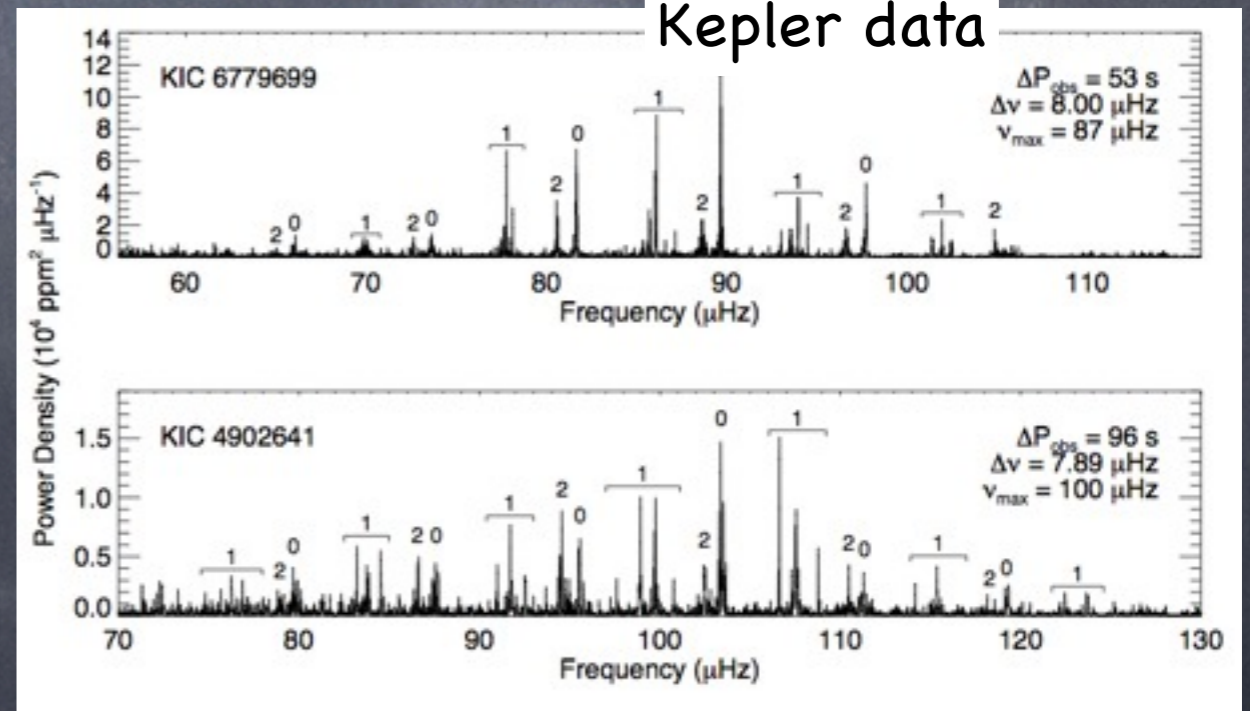 Kepler data
Power Density (10⁴ ppm² μHz⁻¹)
KIC 6779699
ΔP_obs = 53 s
Δν = 8.00 μHz
ν_max = 87 μHz
14
12
10
8
6
4
2
0
2 0 1 2 0 1 2 0 1 2 1 2 0 1 2
60 70 80 90 100 110
Frequency (μHz)
KIC 4902641
ΔP_obs = 96 s
Δν = 7.89 μHz
ν_max = 100 μHz
1.5
1.0
0.5
0.0
1 2 0 1 2 0 1 2 0 1 2 0 1 2 0 1 2 0 1
70 80 90 100 110 120 130
Frequency (μHz)